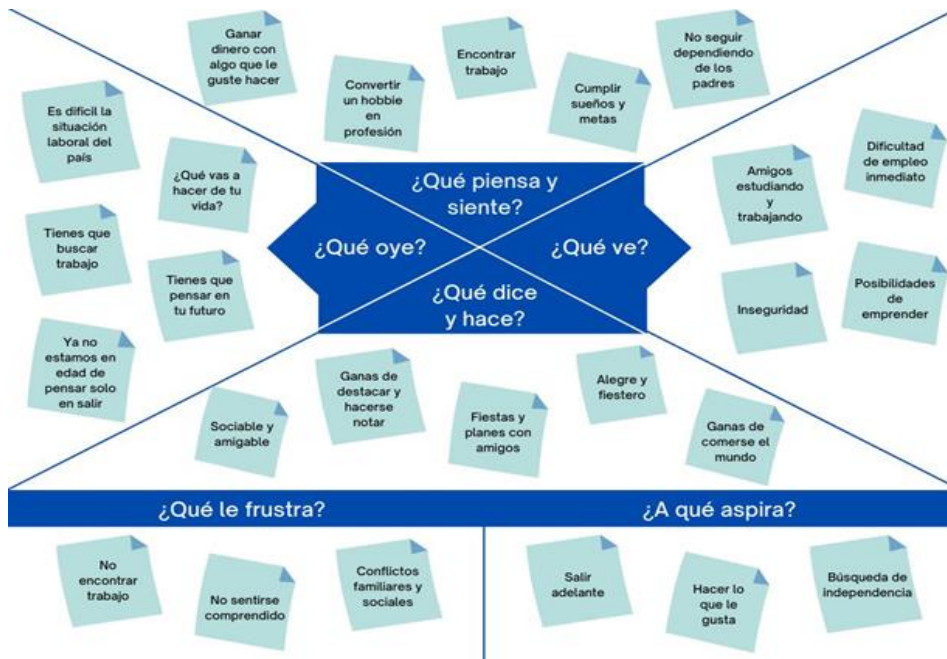 Ganar
dinero con
algo que le
guste hacer
Convertir
un hobbie
en
profesión
Encontrar
trabajo
Cumplir
sueños y
metas
No seguir
dependiendo
de los
padres
Es dificil la
situación
laboral del
país
¿Qué vas a
hacer de tu
vida?
Tienes que
buscar
trabajo
Tienes que
pensar en
tu futuro
Ya no
estamos en
edad de
pensar solo
en salir
¿Qué piensa y
siente?
¿Qué oye?
¿Qué ve?
¿Qué dice
y hace?
Amigos
estudiando
y
trabajando
Dificultad
de empleo
inmediato
Inseguridad
Posibilidades
de
emprender
Sociable y
amigable
Ganas de
destacar y
hacerse
notar
Fiestas y
planes con
amigos
Alegre y
fiestero
Ganas de
comerse el
mundo
¿Qué le frustra?
¿A qué aspira?
No
encontrar
trabajo
No sentirse
comprendido
Conflictos
familiares y
sociales
Salir
adelante
Hacer lo
que le
gusta
Búsqueda de
independencia